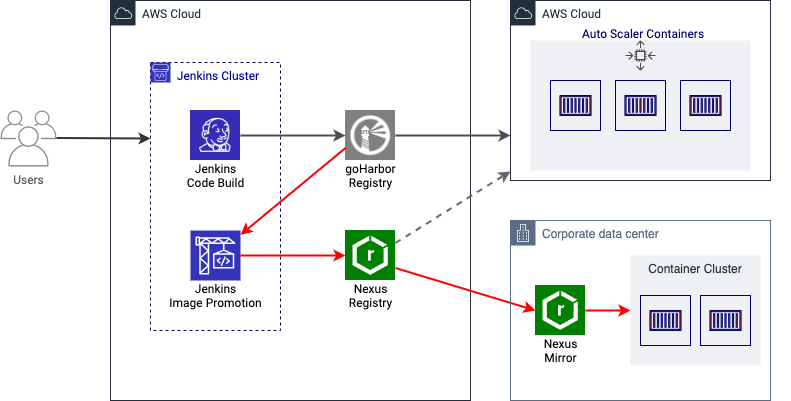 AWS Cloud
Jenkins Cluster
Users
Jenkins
Code Build
goHarbor
Registry
Jenkins
Image Promotion
Nexus
Registry
AWS Cloud
Auto Scaler Containers
Corporate data center
Container Cluster
r
r
Nexus
Mirror